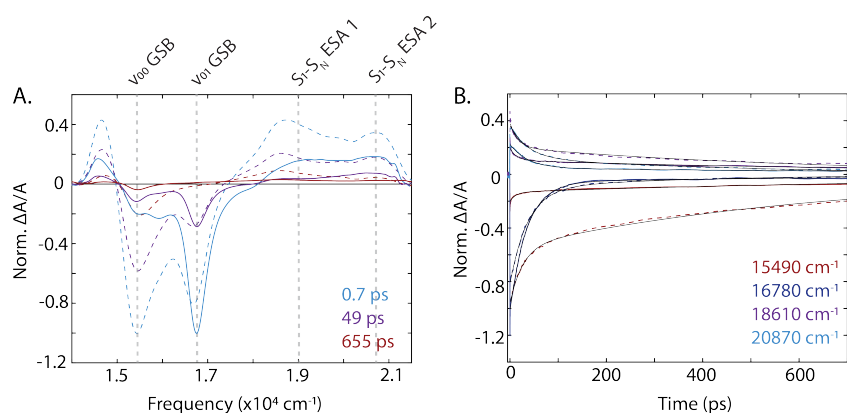 ν₀₀ GSB
ν₀₁ GSB
S₁-S_N ESA 1
S₁-S_N ESA 2
A.
B.
Norm. ΔA/A
0.4
0
-0.4
-0.8
-1.2
0.7 ps
49 ps
655 ps
1.5
1.7
1.9
2.1
Frequency (x10⁴ cm⁻¹)
Norm. ΔA/A
0.4
0
-0.4
-0.8
-1.2
15490 cm⁻¹
16780 cm⁻¹
18610 cm⁻¹
20870 cm⁻¹
0
200
400
600
Time (ps)